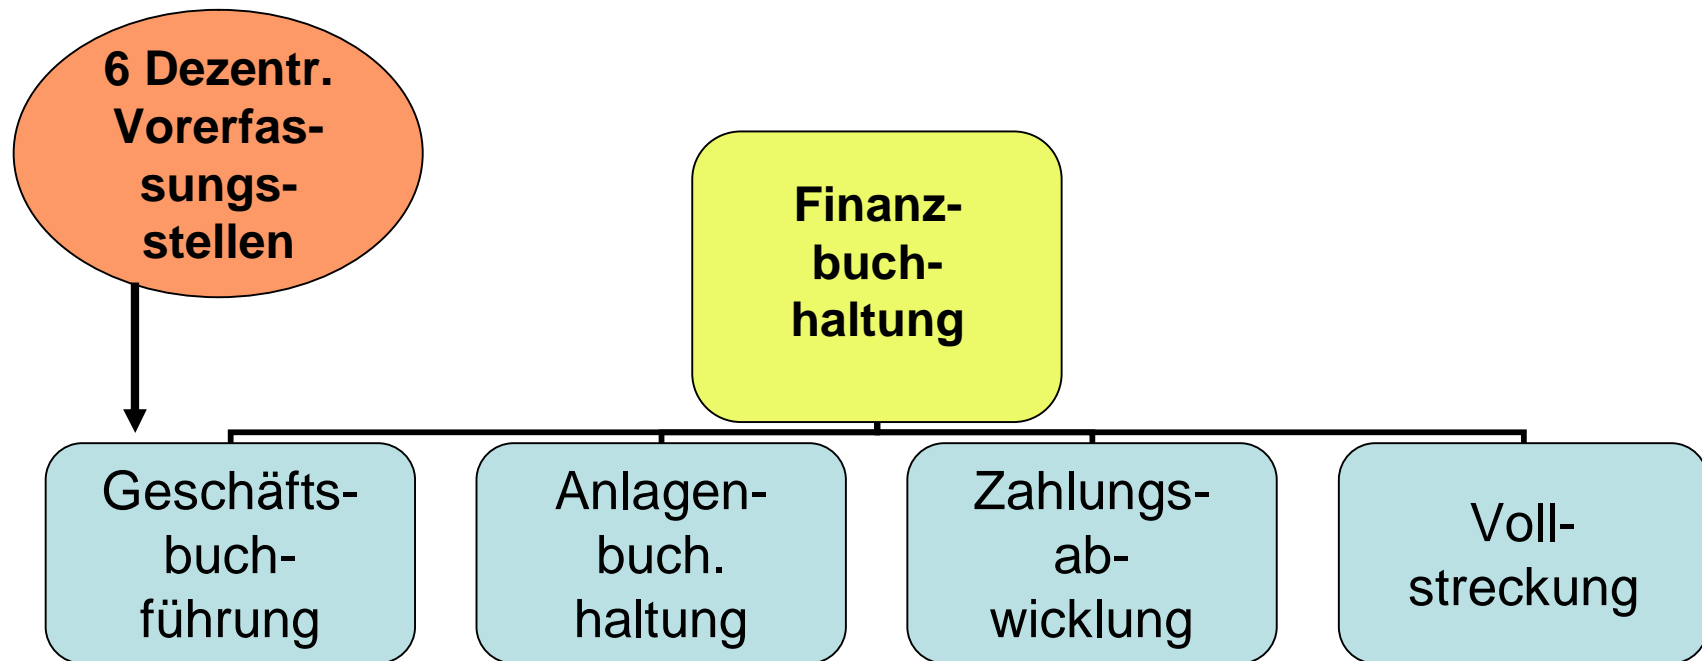 6 Dezentr.
Vorerfas-
sungs-
stellen
Finanz-
buch-
haltung
Geschäfts-
buch-
führung
Anlagen-
buch.
haltung
Zahlungs-
ab-
wicklung
Voll-
streckung